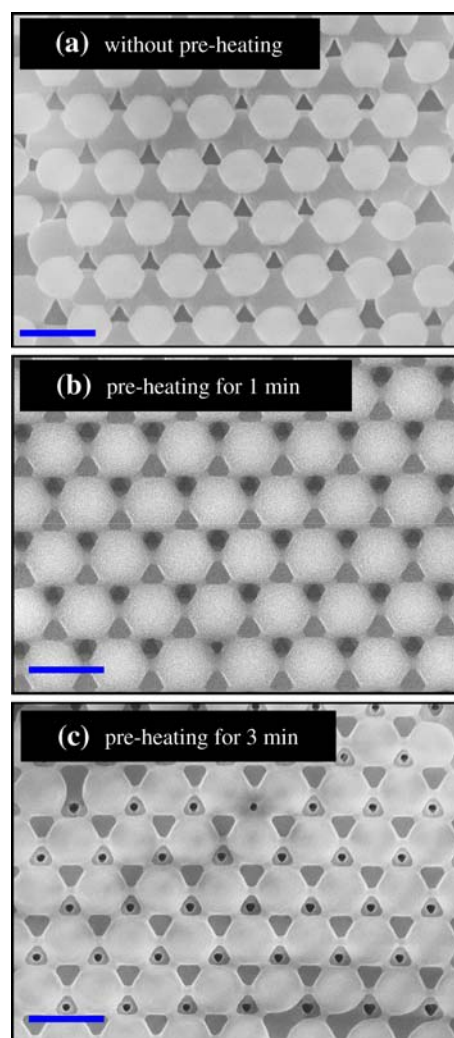 (a) without pre-heating
(b) pre-heating for 1 min
(c) pre-heating for 3 min